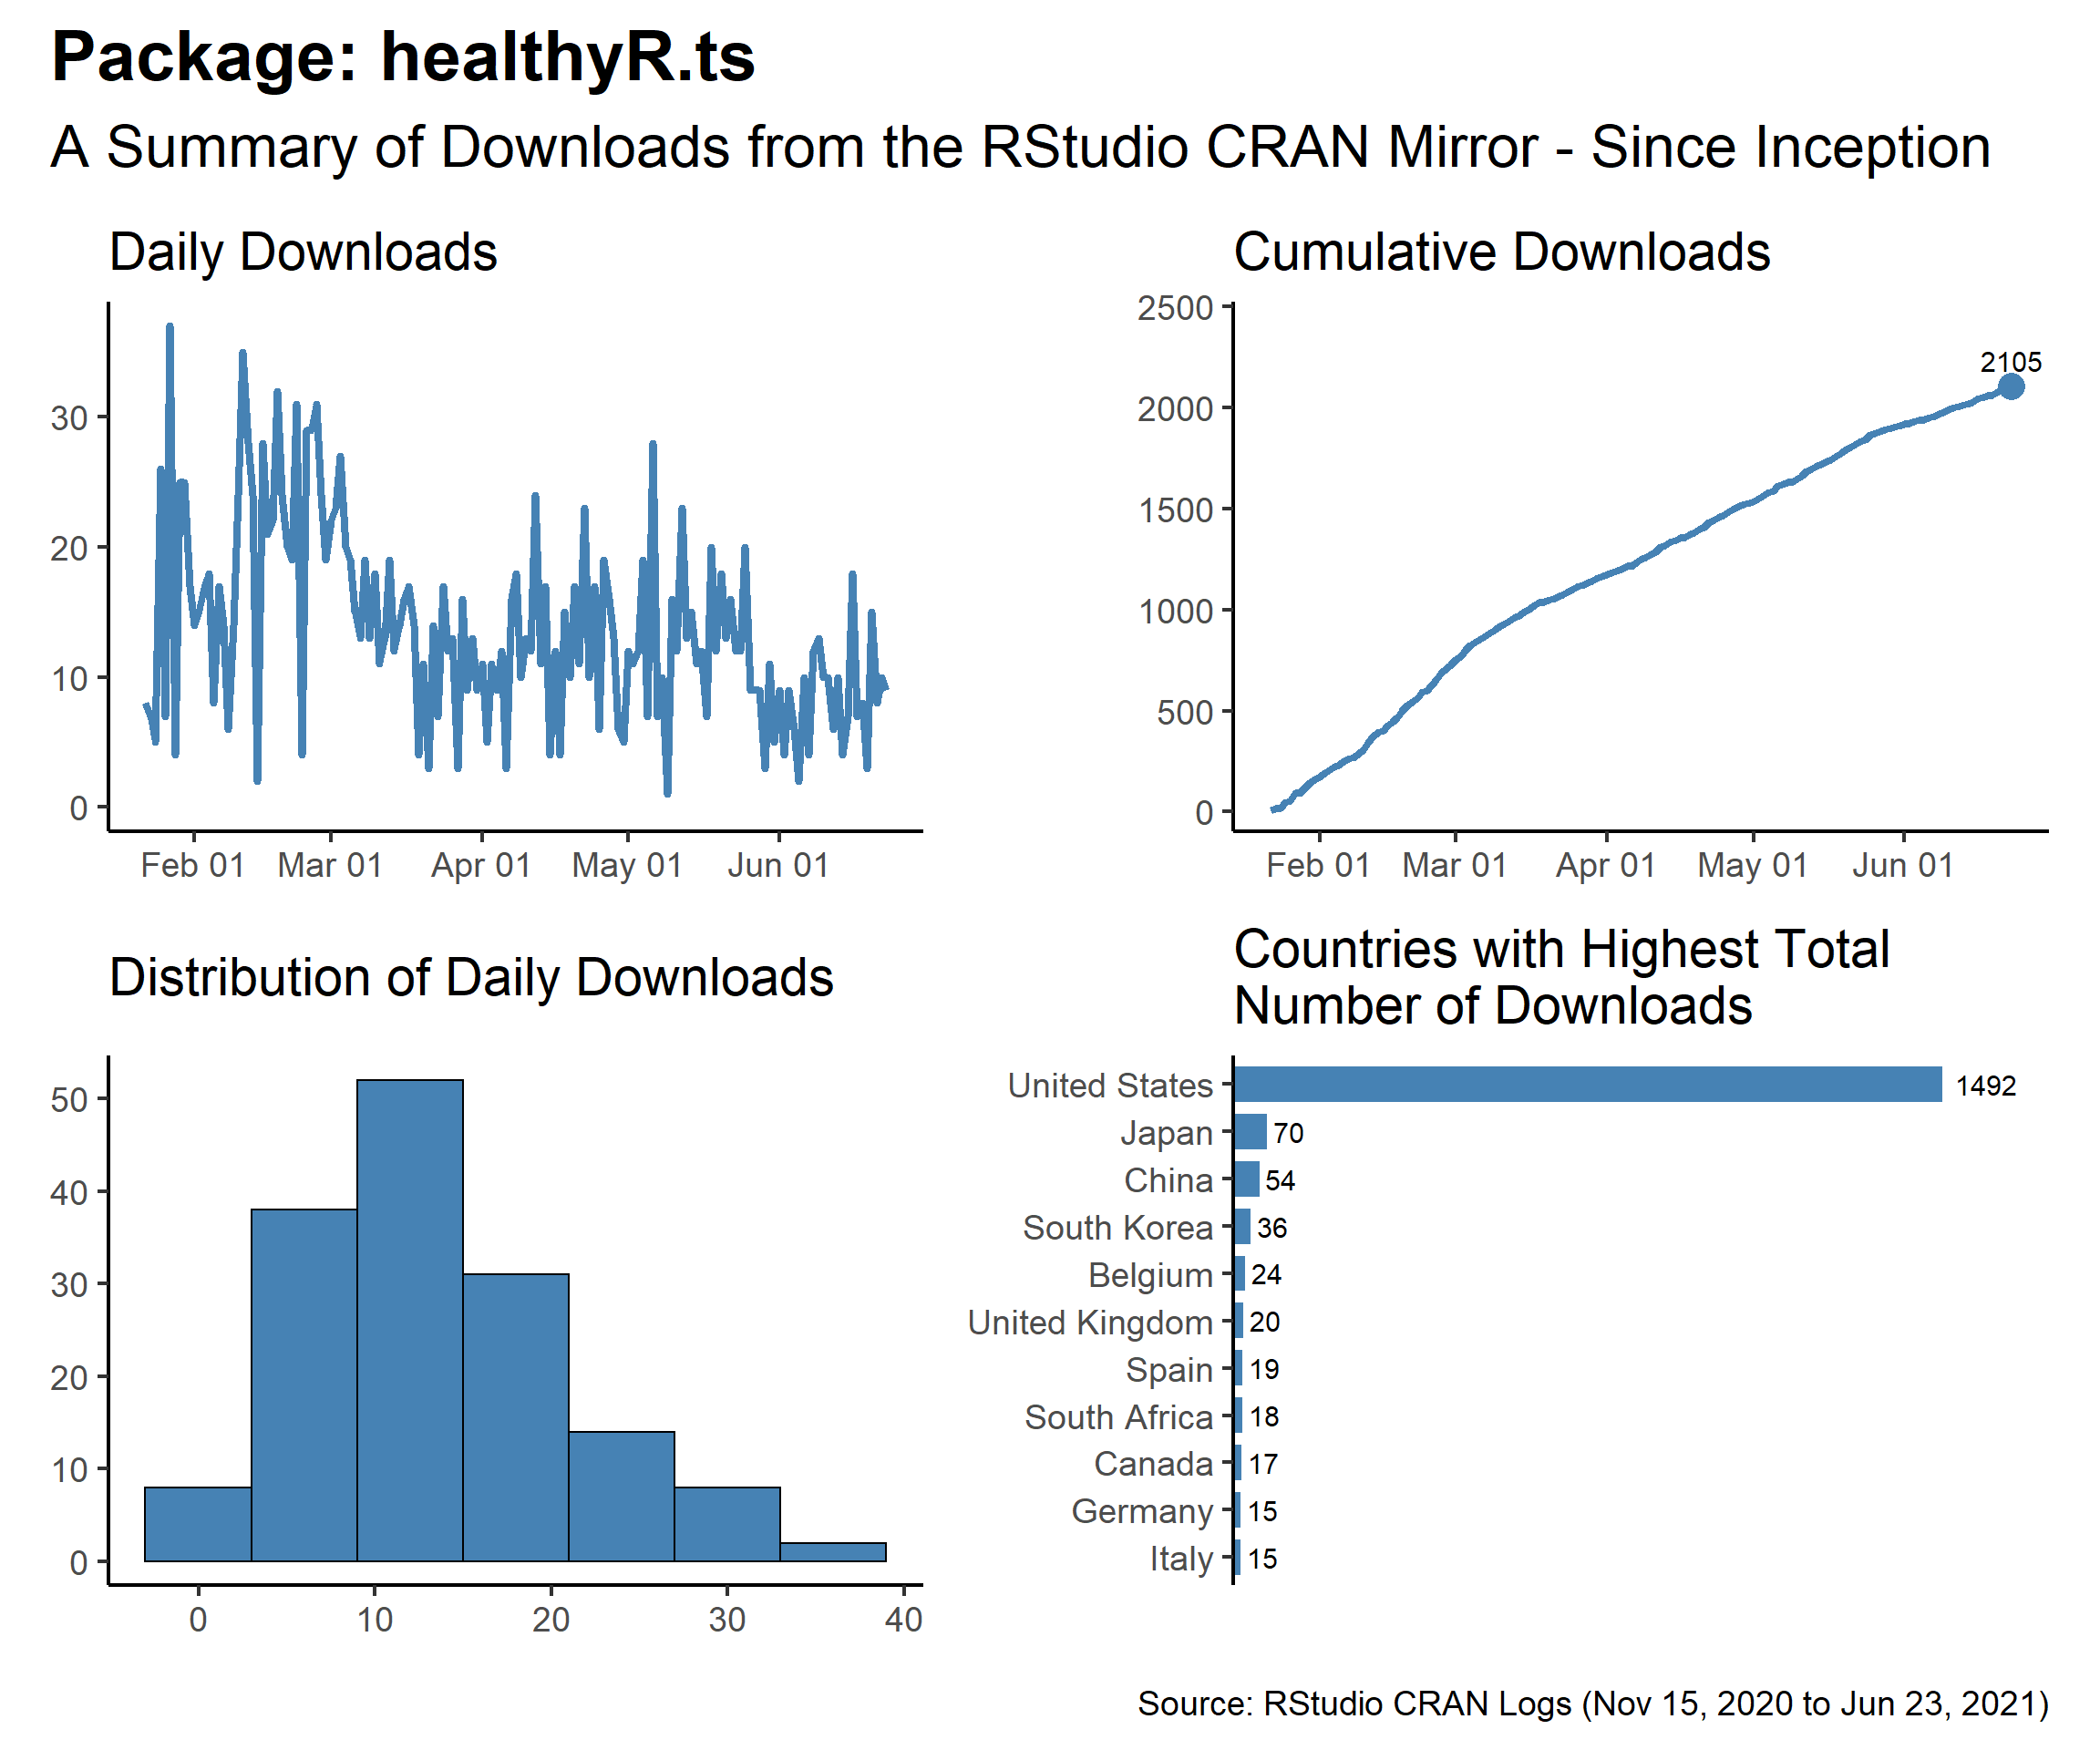 Package: healthyR.ts
A Summary of Downloads from the RStudio CRAN Mirror - Since Inception
Daily Downloads
30
20
10
0
Feb 01 Mar 01 Apr 01 May 01 Jun 01
Cumulative Downloads
2500
2000
1500
1000
500
0
2105
Feb 01 Mar 01 Apr 01 May 01 Jun 01
Distribution of Daily Downloads
50
40
30
20
10
0
0 10 20 30 40
Countries with Highest Total
Number of Downloads
United States 1492
Japan 70
China 54
South Korea 36
Belgium 24
United Kingdom 20
Spain 19
South Africa 18
Canada 17
Germany 15
Italy 15
Source: RStudio CRAN Logs (Nov 15, 2020 to Jun 23, 2021)